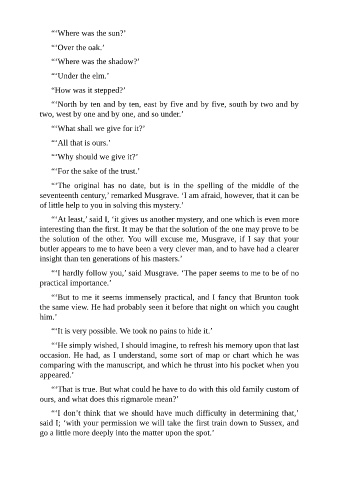 “‘Where was the sun?’
“‘Over the oak.’
“‘Where was the shadow?’
“‘Under the elm.’
“How was it stepped?’
“‘North by ten and by ten, east by five and by five, south by two and by
two, west by one and by one, and so under.’
“‘What shall we give for it?’
“‘All that is ours.’
“‘Why should we give it?’
“‘For the sake of the trust.’
“‘The original has no date, but is in the spelling of the middle of the
seventeenth century,’ remarked Musgrave. ‘I am afraid, however, that it can be
of little help to you in solving this mystery.’
“‘At least,’ said I, ‘it gives us another mystery, and one which is even more
interesting than the first. It may be that the solution of the one may prove to be
the solution of the other. You will excuse me, Musgrave, if I say that your
butler appears to me to have been a very clever man, and to have had a clearer
insight than ten generations of his masters.’
“‘I hardly follow you,’ said Musgrave. ‘The paper seems to me to be of no
practical importance.’
“‘But to me it seems immensely practical, and I fancy that Brunton took
the same view. He had probably seen it before that night on which you caught
him.’
“‘It is very possible. We took no pains to hide it.’
“‘He simply wished, I should imagine, to refresh his memory upon that last
occasion. He had, as I understand, some sort of map or chart which he was
comparing with the manuscript, and which he thrust into his pocket when you
appeared.’
“‘That is true. But what could he have to do with this old family custom of
ours, and what does this rigmarole mean?’
“‘I don’t think that we should have much difficulty in determining that,’
said I; ‘with your permission we will take the first train down to Sussex, and
go a little more deeply into the matter upon the spot.’